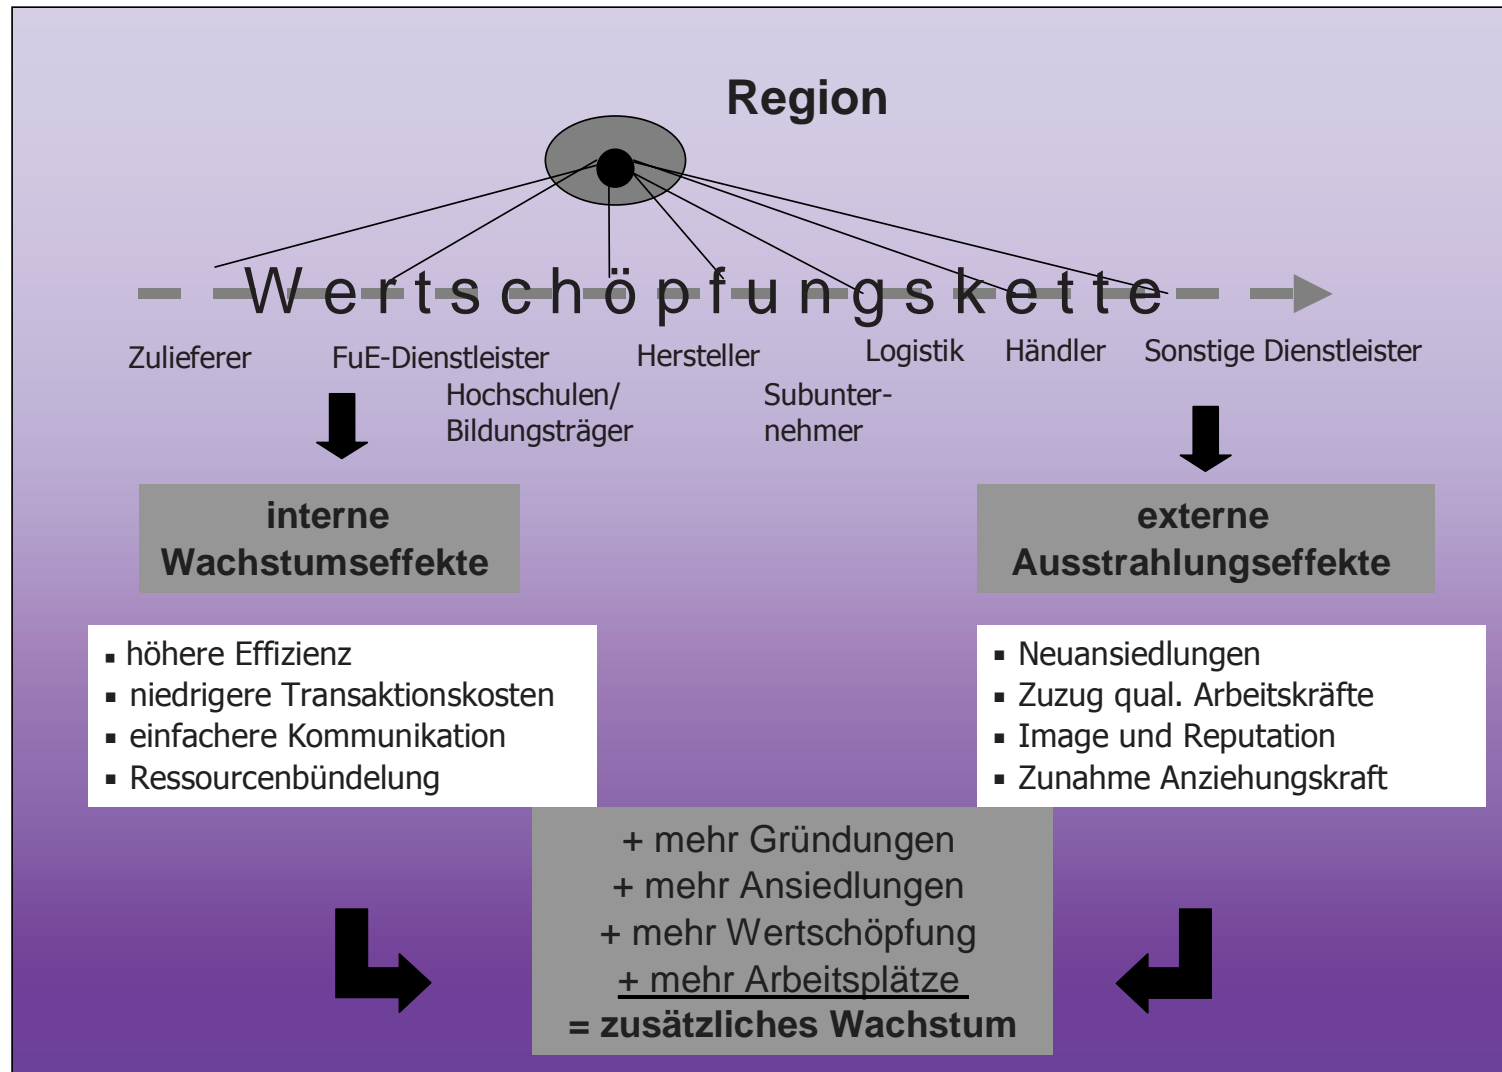 Region
Wertschöpfungskette
Zulieferer
FuE-Dienstleister
Hochschulen/
Bildungsträger
Hersteller
Subunter-
nehmer
Logistik
Händler
Sonstige Dienstleister
interne
Wachstumseffekte
externe
Ausstrahlungseffekte
▪ höhere Effizienz
▪ niedrigere Transaktionskosten
▪ einfachere Kommunikation
▪ Ressourcenbündelung
▪ Neuansiedlungen
▪ Zuzug qual. Arbeitskräfte
▪ Image und Reputation
▪ Zunahme Anziehungskraft
+ mehr Gründungen
+ mehr Ansiedlungen
+ mehr Wertschöpfung
+ mehr Arbeitsplätze
= zusätzliches Wachstum